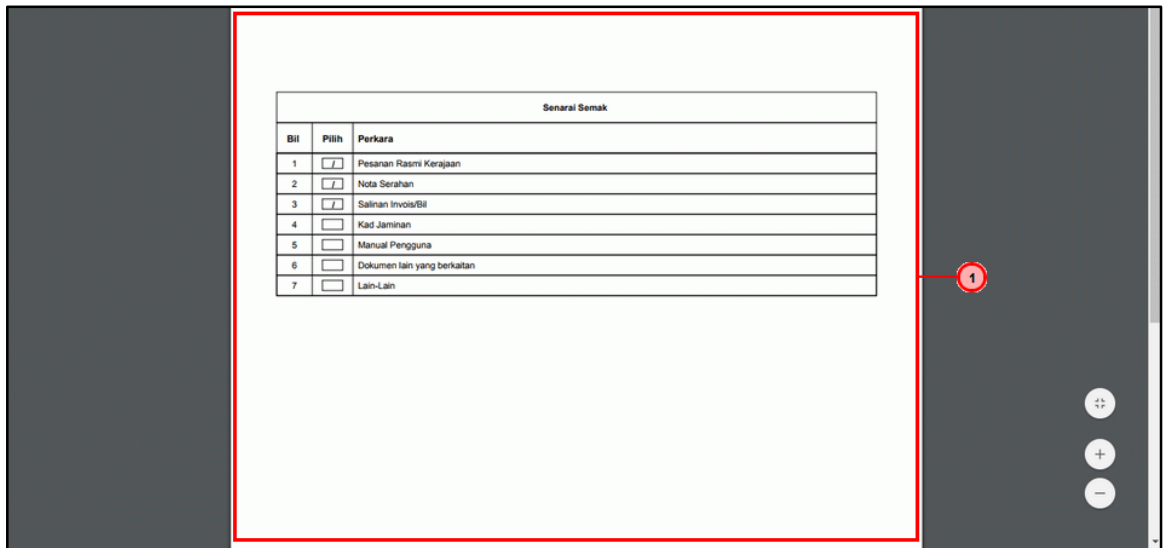 Senarai Semak
Bil Pilih Perkara
1 / Pesanan Rasmi Kerajaan
2 / Nota Serahan
3 / Salinan Invois/Bil
4 Kad Jaminan
5 Manual Pengguna
6 Dokumen lain yang berkaitan
7 Lain-Lain
1